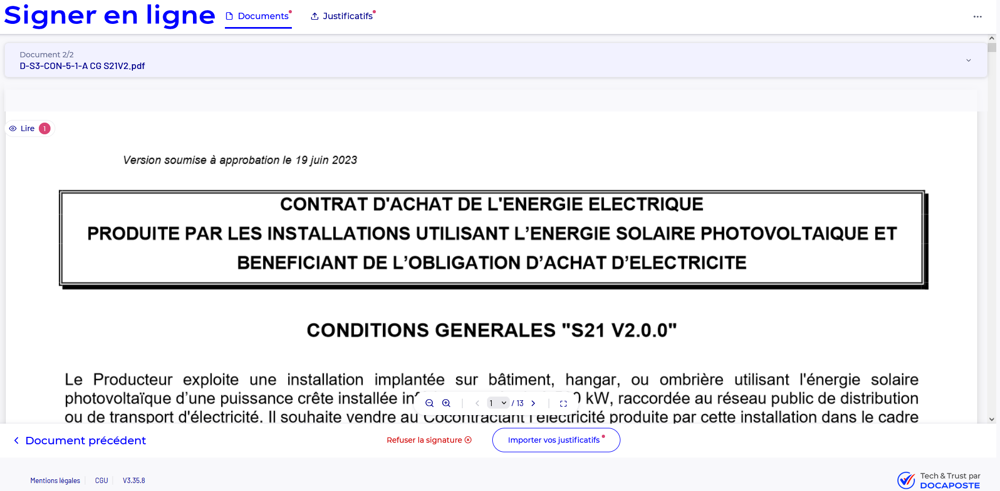 Signer en ligne
Documents
Justificatifs
Document 2/2
D-S3-CON-5-1-A CG S21V2.pdf
Lire 1
Version soumise à approbation le 19 juin 2023
CONTRAT D'ACHAT DE L'ENERGIE ELECTRIQUE
PRODUITE PAR LES INSTALLATIONS UTILISANT L’ENERGIE SOLAIRE PHOTOVOLTAIQUE ET
BENEFICIANT DE L’OBLIGATION D’ACHAT D’ELECTRICITE
CONDITIONS GENERALES "S21 V2.0.0"
Le Producteur exploite une installation implantée sur bâtiment, hangar, ou ombrière utilisant l'énergie solaire
photovoltaïque d’une puissance crête installée kW, raccordée au réseau public de distribution
ou de transport d'électricité. Il souhaite vendre au Cocontractant l'électricité produite par cette installation dans le cadre
1 / 13
Document précédent
Refuser la signature
Importer vos justificatifs
Mentions légales
CGU
V3.35.8
Tech & Trust par
DOCAPOSTE